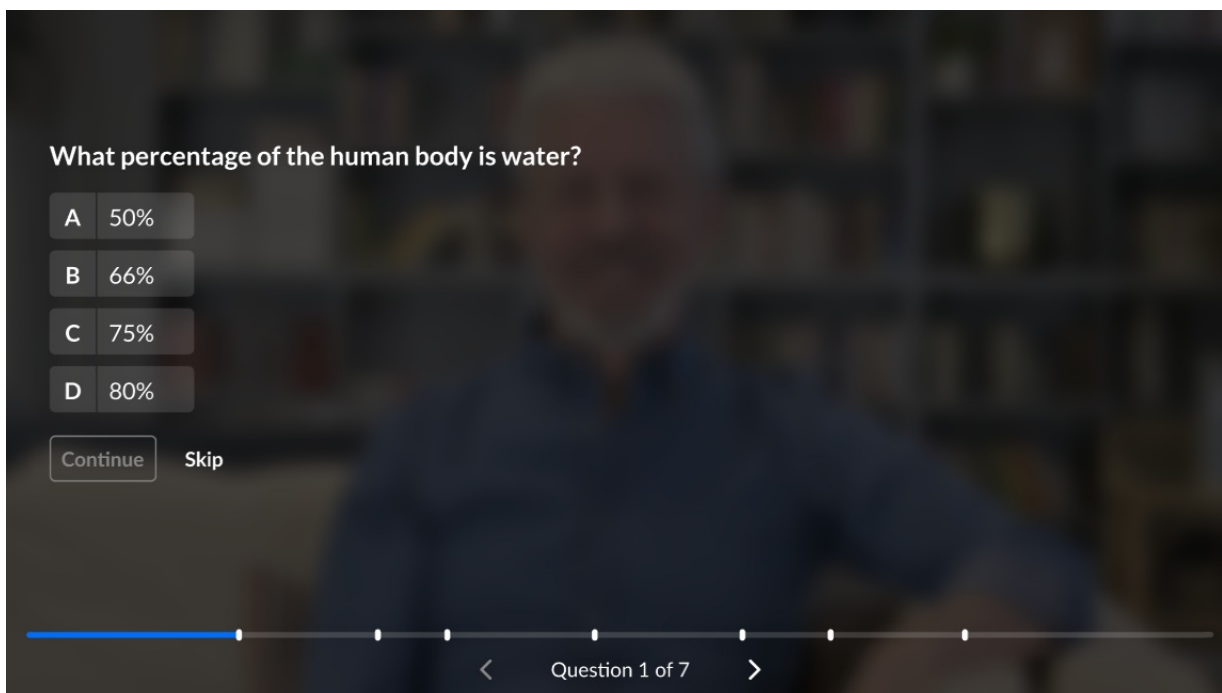 What percentage of the human body is water?
A 50%
B 66%
C 75%
D 80%
Continue Skip
Question 1 of 7